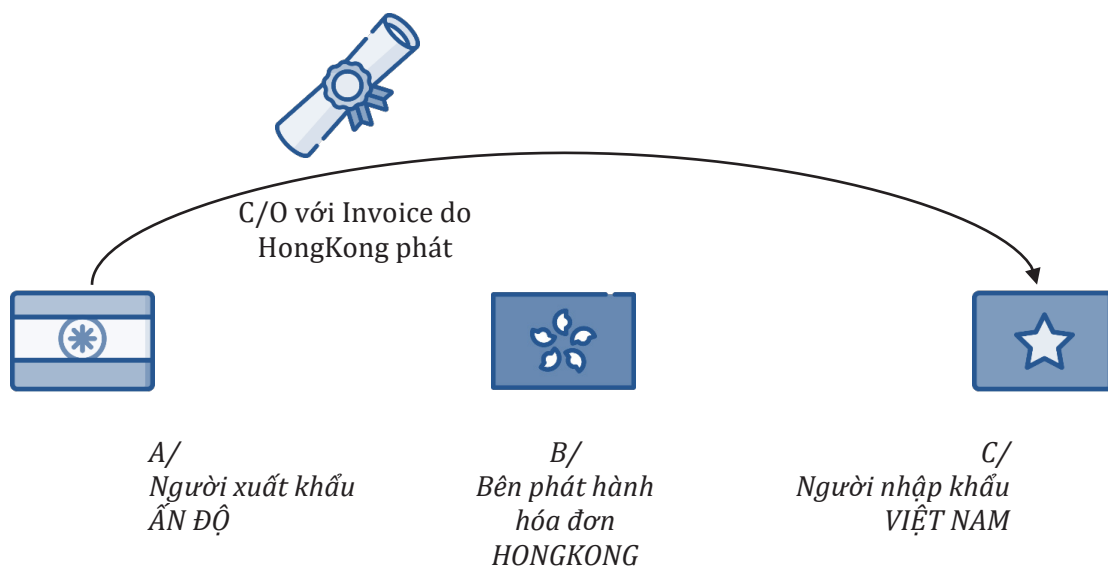 C/O với Invoice do
HongKong phát
A/
Người xuất khẩu
ẤN ĐỘ
B/
Bên phát hành
hóa đơn
HONGKONG
C/
Người nhập khẩu
VIỆT NAM